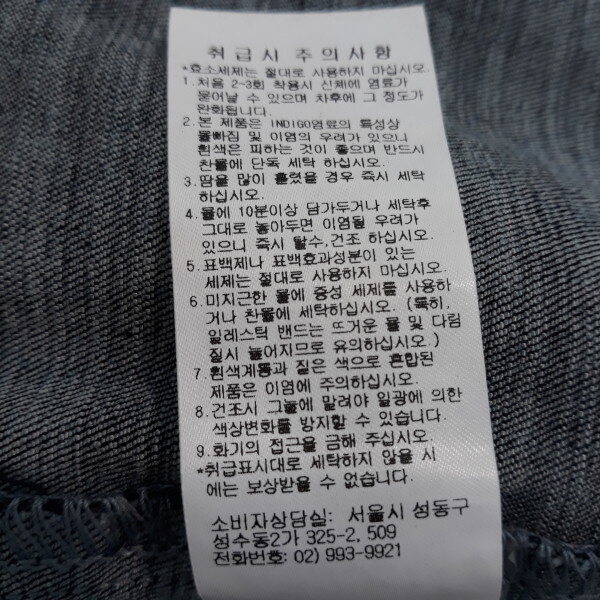 취급시 주의사항
*효소세제는 절대로 사용하지 마십시오.
1.처음 2-3회 착용시 신체에 염료가
묻어날 수 있으며 차후에 그 정도가
완화됩니다.
2.본 제품은 INDIGO염료의 특성상
물빠짐 및 이염의 우려가 있으니
흰색은 피하는 것이 좋으며 반드시
찬물에 단독 세탁 하십시오.
3.땀을 많이 흘렸을 경우 즉시 세탁
하십시오.
4.물에 10분이상 담가두거나 세탁후
그대로 놓아두면 이염될 우려가
있으니 즉시 탈수,건조 하십시오.
5.표백제나 표백효과성분이 있는
세제는 절대로 사용하지 마십시오.
6.미지근한 물에 중성 세제를 사용하
거나 찬물에 세탁하십시오. (특히,
일레스틱 밴드는 뜨거운 물 및 다림
질시 늘어지므로 유의하십시오.)
7.흰색계통과 짙은 색으로 혼합된
제품은 이염에 주의하십시오.
8.건조시 그늘에 말려야 일광에 의한
색상변화를 방지할 수 있습니다.
9.화기의 접근을 금해 주십시오.
*취급표시대로 세탁하지 않을 시
에는 보상받을 수 없습니다.
소비자상담실: 서울시 성동구
성수동2가 325-2, 509
전화번호: 02) 993-9921